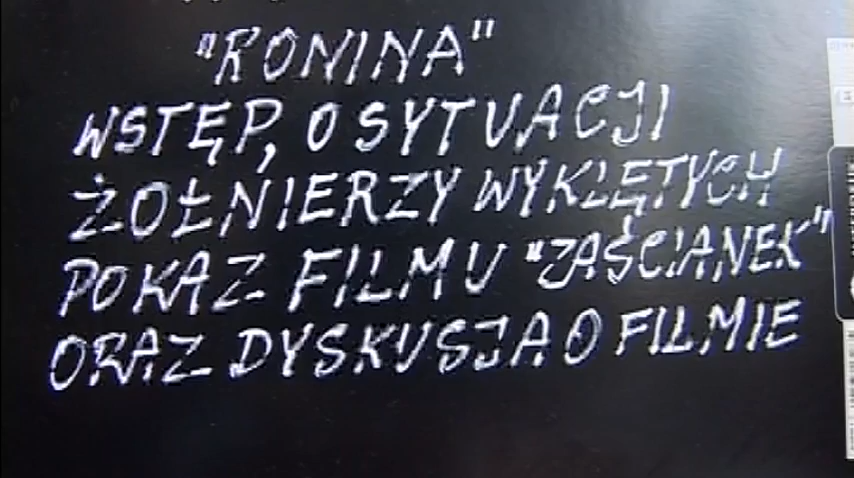 "RONINA"
WSTĘP, O SYTUACJI
ŻOŁNIERZY WYKLĘTYCH
POKAZ FILMU "ZAŚCIANEK"
ORAZ DYSKUSJA O FILMIE